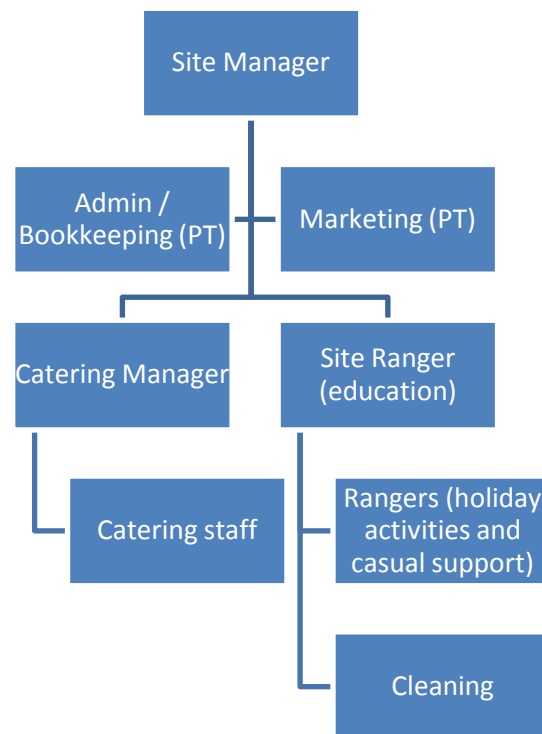 Site Manager
Admin /
Bookkeeping (PT)
Marketing (PT)
Catering Manager
Site Ranger
(education)
Catering staff
Rangers (holiday
activities and
casual support)
Cleaning